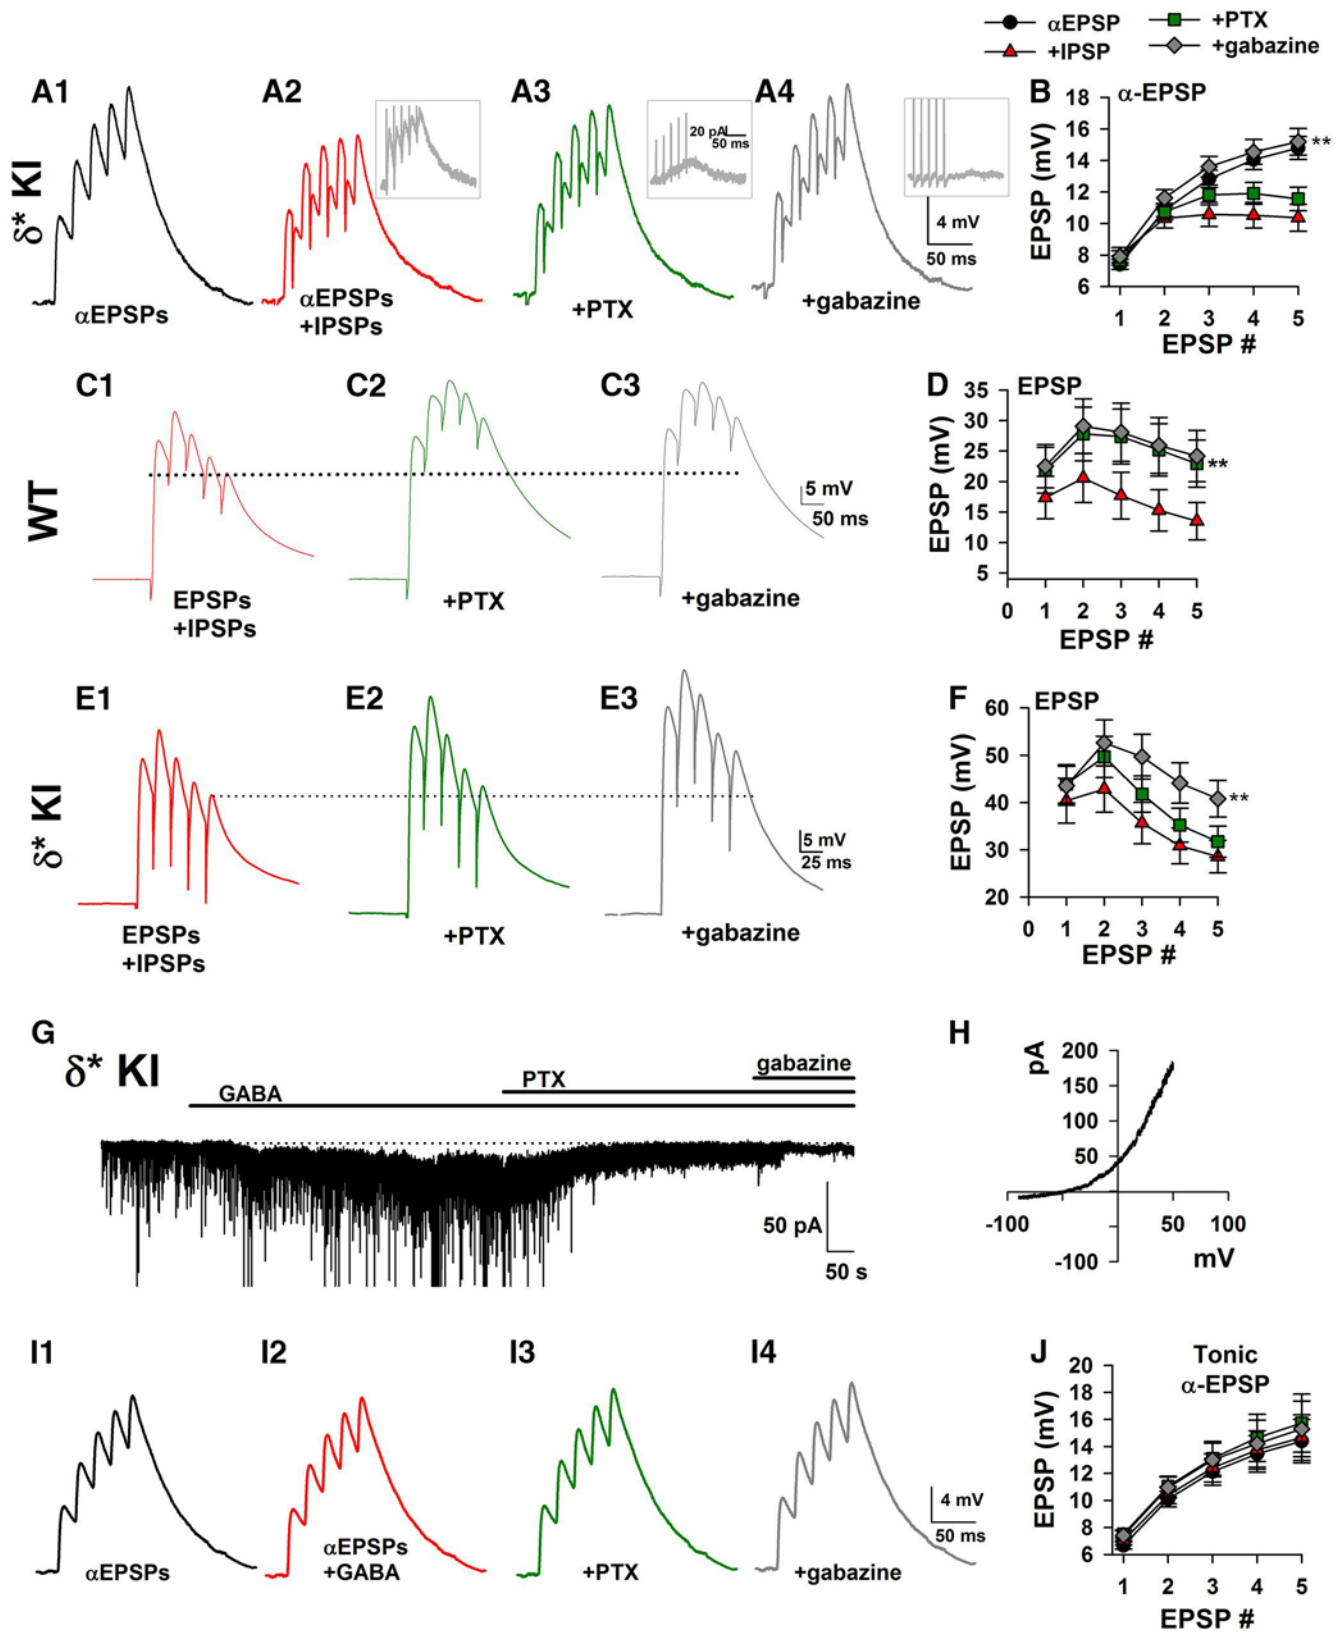 αEPSP
+PTX
+IPSP
+gabazine
A1
A2
A3
A4
B
δ* KI
20 pA
50 ms
4 mV
50 ms
αEPSPs
αEPSPs
+IPSPs
+PTX
+gabazine
α-EPSP
EPSP (mV)
18
16
14
12
10
8
6
**
1 2 3 4 5
EPSP #
C1
C2
C3
D
WT
5 mV
50 ms
EPSPs
+IPSPs
+PTX
+gabazine
EPSP
EPSP (mV)
35
30
25
20
15
10
5
**
0 1 2 3 4 5
EPSP #
E1
E2
E3
F
δ* KI
5 mV
25 ms
EPSPs
+IPSPs
+PTX
+gabazine
EPSP
EPSP (mV)
60
50
40
30
20
**
0 1 2 3 4 5
EPSP #
G
δ* KI
GABA
PTX
gabazine
50 pA
50 s
H
pA
200
150
100
50
-100
-100 50 100
mV
I1
I2
I3
I4
J
αEPSPs
αEPSPs
+GABA
+PTX
+gabazine
4 mV
50 ms
Tonic
α-EPSP
EPSP (mV)
20
18
16
14
12
10
8
6
1 2 3 4 5
EPSP #